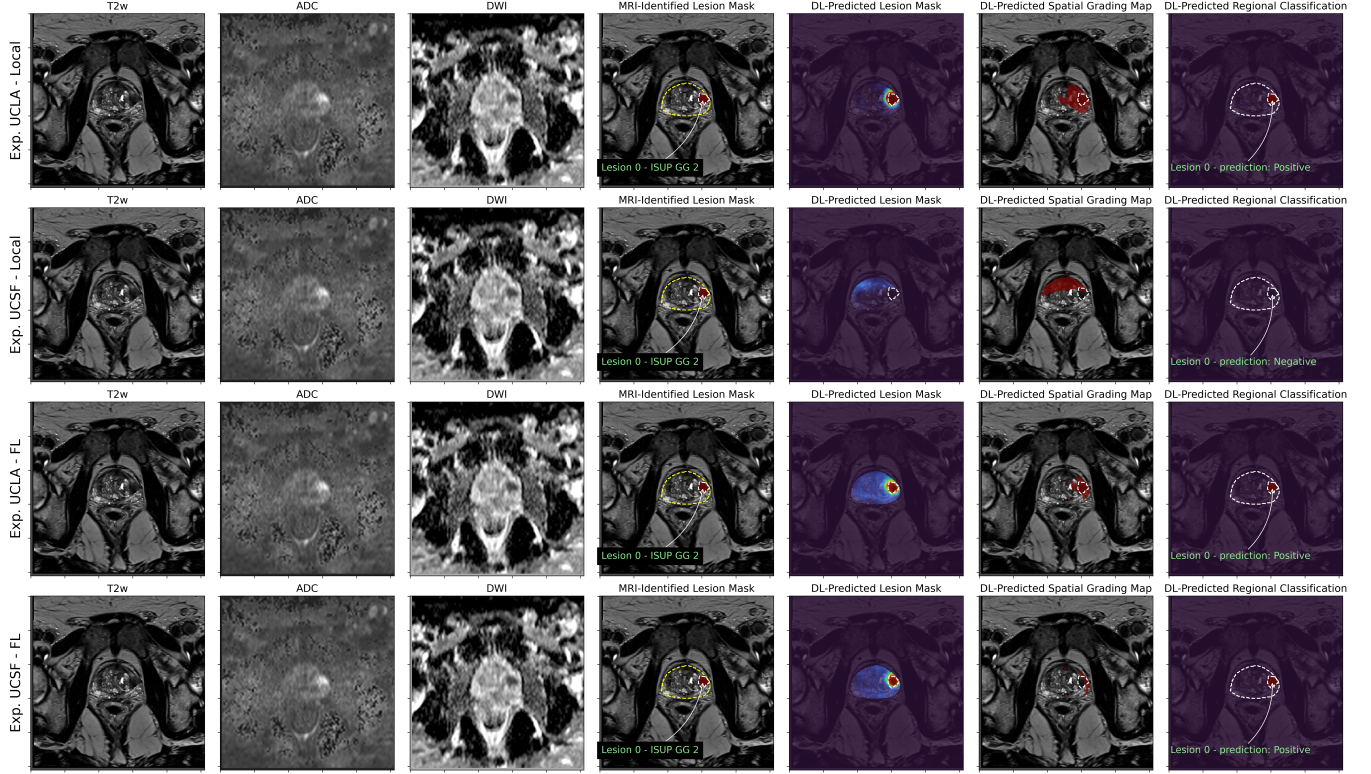 T2w ADC DWI MRI-Identified Lesion Mask DL-Predicted Lesion Mask DL-Predicted Spatial Grading Map DL-Predicted Regional Classification
Exp. UCLA - Local
Lesion 0 - ISUP GG 2
Lesion 0 - prediction: Positive
T2w ADC DWI MRI-Identified Lesion Mask DL-Predicted Lesion Mask DL-Predicted Spatial Grading Map DL-Predicted Regional Classification
Exp. UCSF - Local
Lesion 0 - ISUP GG 2
Lesion 0 - prediction: Negative
T2w ADC DWI MRI-Identified Lesion Mask DL-Predicted Lesion Mask DL-Predicted Spatial Grading Map DL-Predicted Regional Classification
Exp. UCLA - FL
Lesion 0 - ISUP GG 2
Lesion 0 - prediction: Positive
T2w ADC DWI MRI-Identified Lesion Mask DL-Predicted Lesion Mask DL-Predicted Spatial Grading Map DL-Predicted Regional Classification
Exp. UCSF - FL
Lesion 0 - ISUP GG 2
Lesion 0 - prediction: Positive